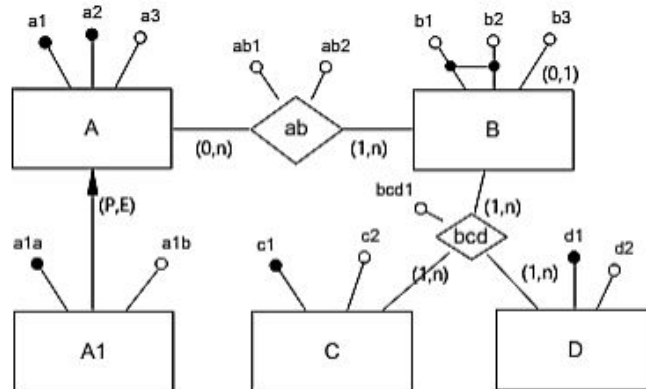 a1 a2 a3 ab1 ab2 b1 b2 b3
(0,1)
A ab B
(0,n) (1,n)
(P,E) bcd1 (1,n)
a1a a1b c1 c2 bcd d1 d2
(1,n) (1,n)
A1 C D